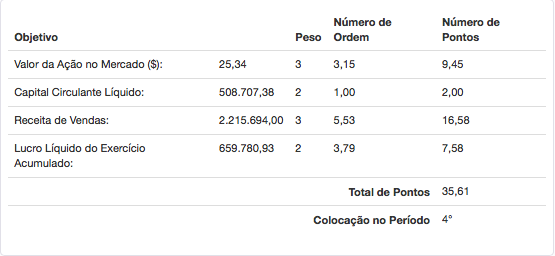 Objetivo Peso Número de Ordem Número de Pontos
Valor da Ação no Mercado ($): 25,34 3 3,15 9,45
Capital Circulante Líquido: 508.707,38 2 1,00 2,00
Receita de Vendas: 2.215.694,00 3 5,53 16,58
Lucro Líquido do Exercício Acumulado: 659.780,93 2 3,79 7,58
Total de Pontos 35,61
Colocação no Período 4°